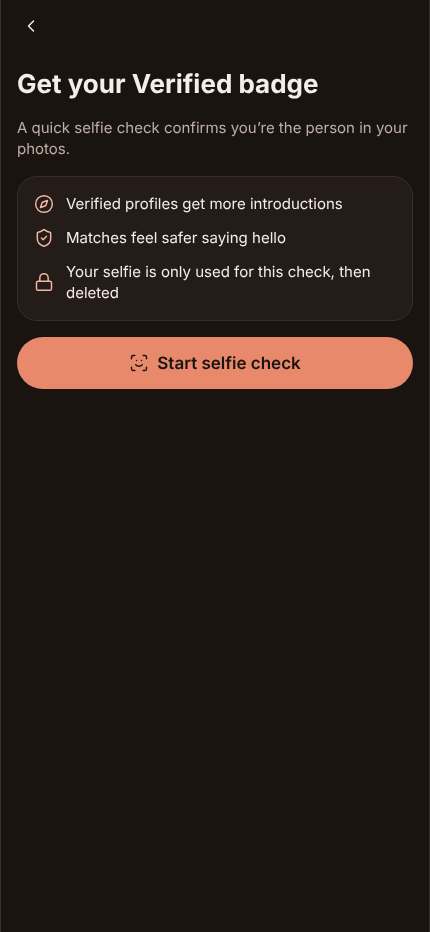 Get your Verified badge
A quick selfie check confirms you’re the person in your
photos.
Verified profiles get more introductions
Matches feel safer saying hello
Your selfie is only used for this check, then
deleted
Start selfie check